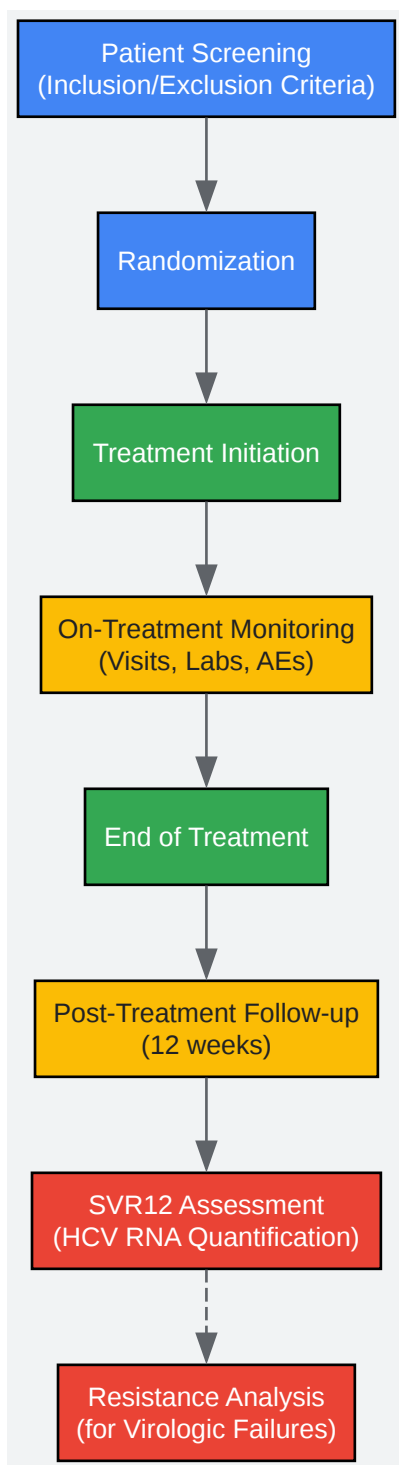 Patient Screening
(Inclusion/Exclusion Criteria)
Randomization
Treatment Initiation
On-Treatment Monitoring
(Visits, Labs, AEs)
End of Treatment
Post-Treatment Follow-up
(12 weeks)
SVR12 Assessment
(HCV RNA Quantification)
Resistance Analysis
(for Virologic Failures)